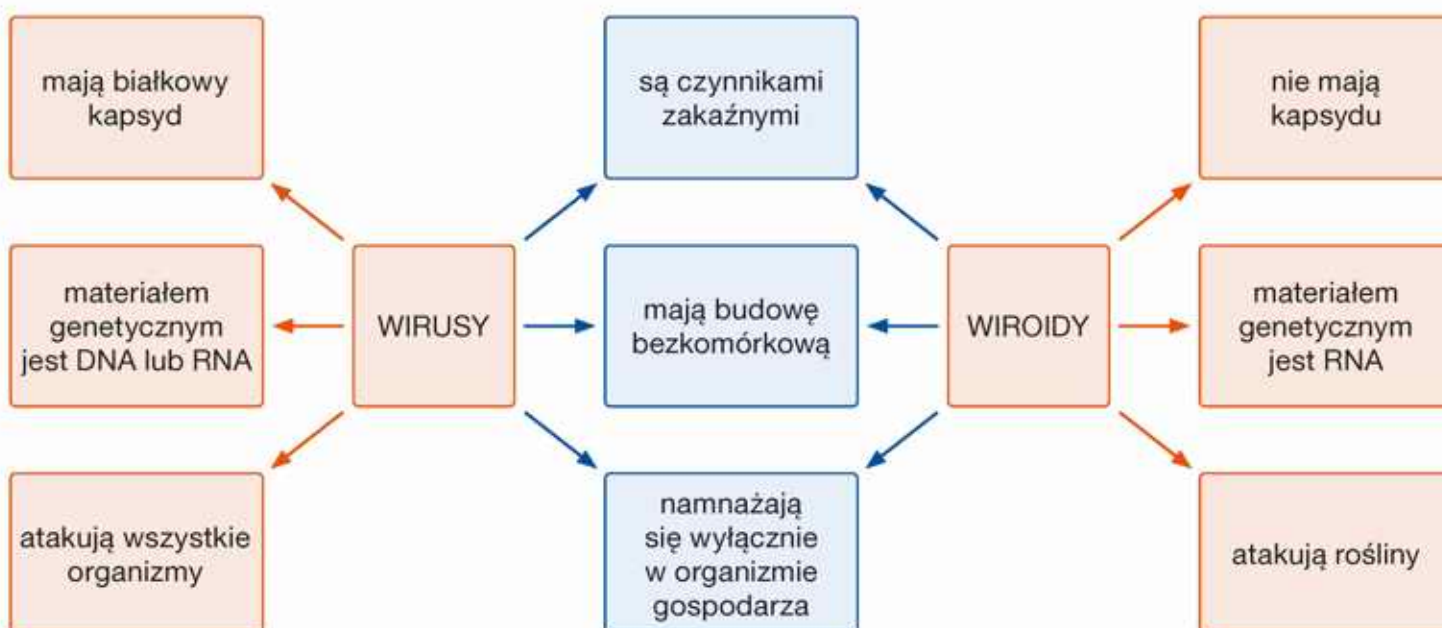 mają białkowy
kapsyd
są czynnikami
zakaźnymi
nie mają
kapsydu
materiałem
genetycznym
jest DNA lub RNA
WIRUSY
mają budowę
bezkomórkową
WIROIDY
materiałem
genetycznym
jest RNA
atakują wszystkie
organizmy
namnażają
się wyłącznie
w organizmie
gospodarza
atakują rośliny